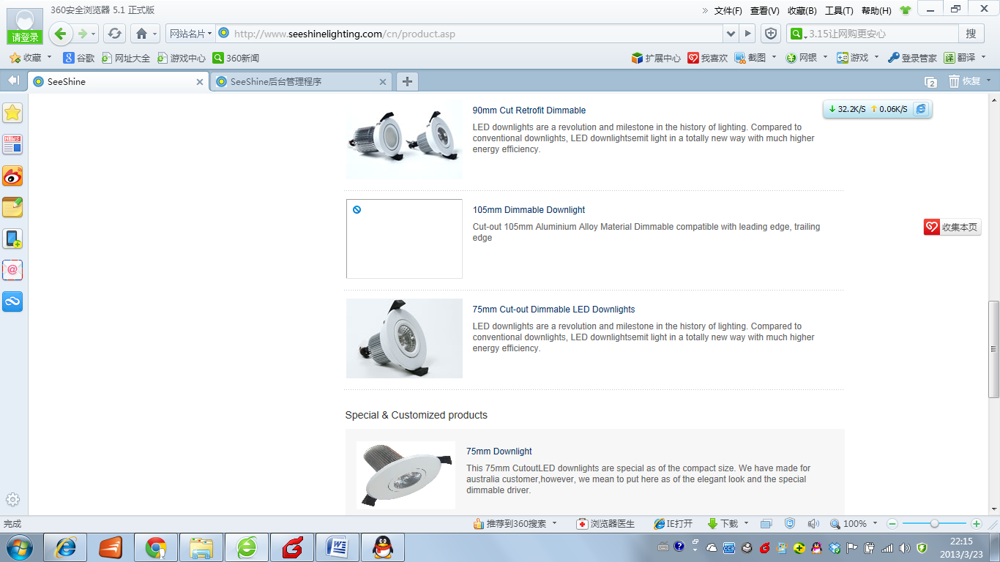 360安全浏览器 5.1 正式版
文件(F) 查看(V) 收藏(B) 工具(T) 帮助(H)
请登录
网站名片
http://www.seeshinelighting.com/cn/product.asp
3.15让网购更安心
搜
收藏 谷歌 网址大全 游戏中心 360新闻
扩展中心 我喜欢 截图 网银 游戏 登录管家 译 翻译
SeeShine
SeeShine后台管理程序
2 恢复
NEWS
32.2K/S 0.06K/S
90mm Cut Retrofit Dimmable
LED downlights are a revolution and milestone in the history of lighting. Compared to
conventional downlights, LED downlightsemit light in a totally new way with much higher
energy efficiency.
105mm Dimmable Downlight
Cut-out 105mm Aluminium Alloy Material Dimmable compatible with leading edge, trailing
edge
收集本页
75mm Cut-out Dimmable LED Downlights
LED downlights are a revolution and milestone in the history of lighting. Compared to
conventional downlights, LED downlightsemit light in a totally new way with much higher
energy efficiency.
Special & Customized products
75mm Downlight
This 75mm CutoutLED downlights are special as of the compact size. We have made for
australia customer,however, we mean to put here as of the elegant look and the special
dimmable driver.
完成
推荐到360搜索 浏览器医生 IE打开 下载 100%
22:15
2013/3/23